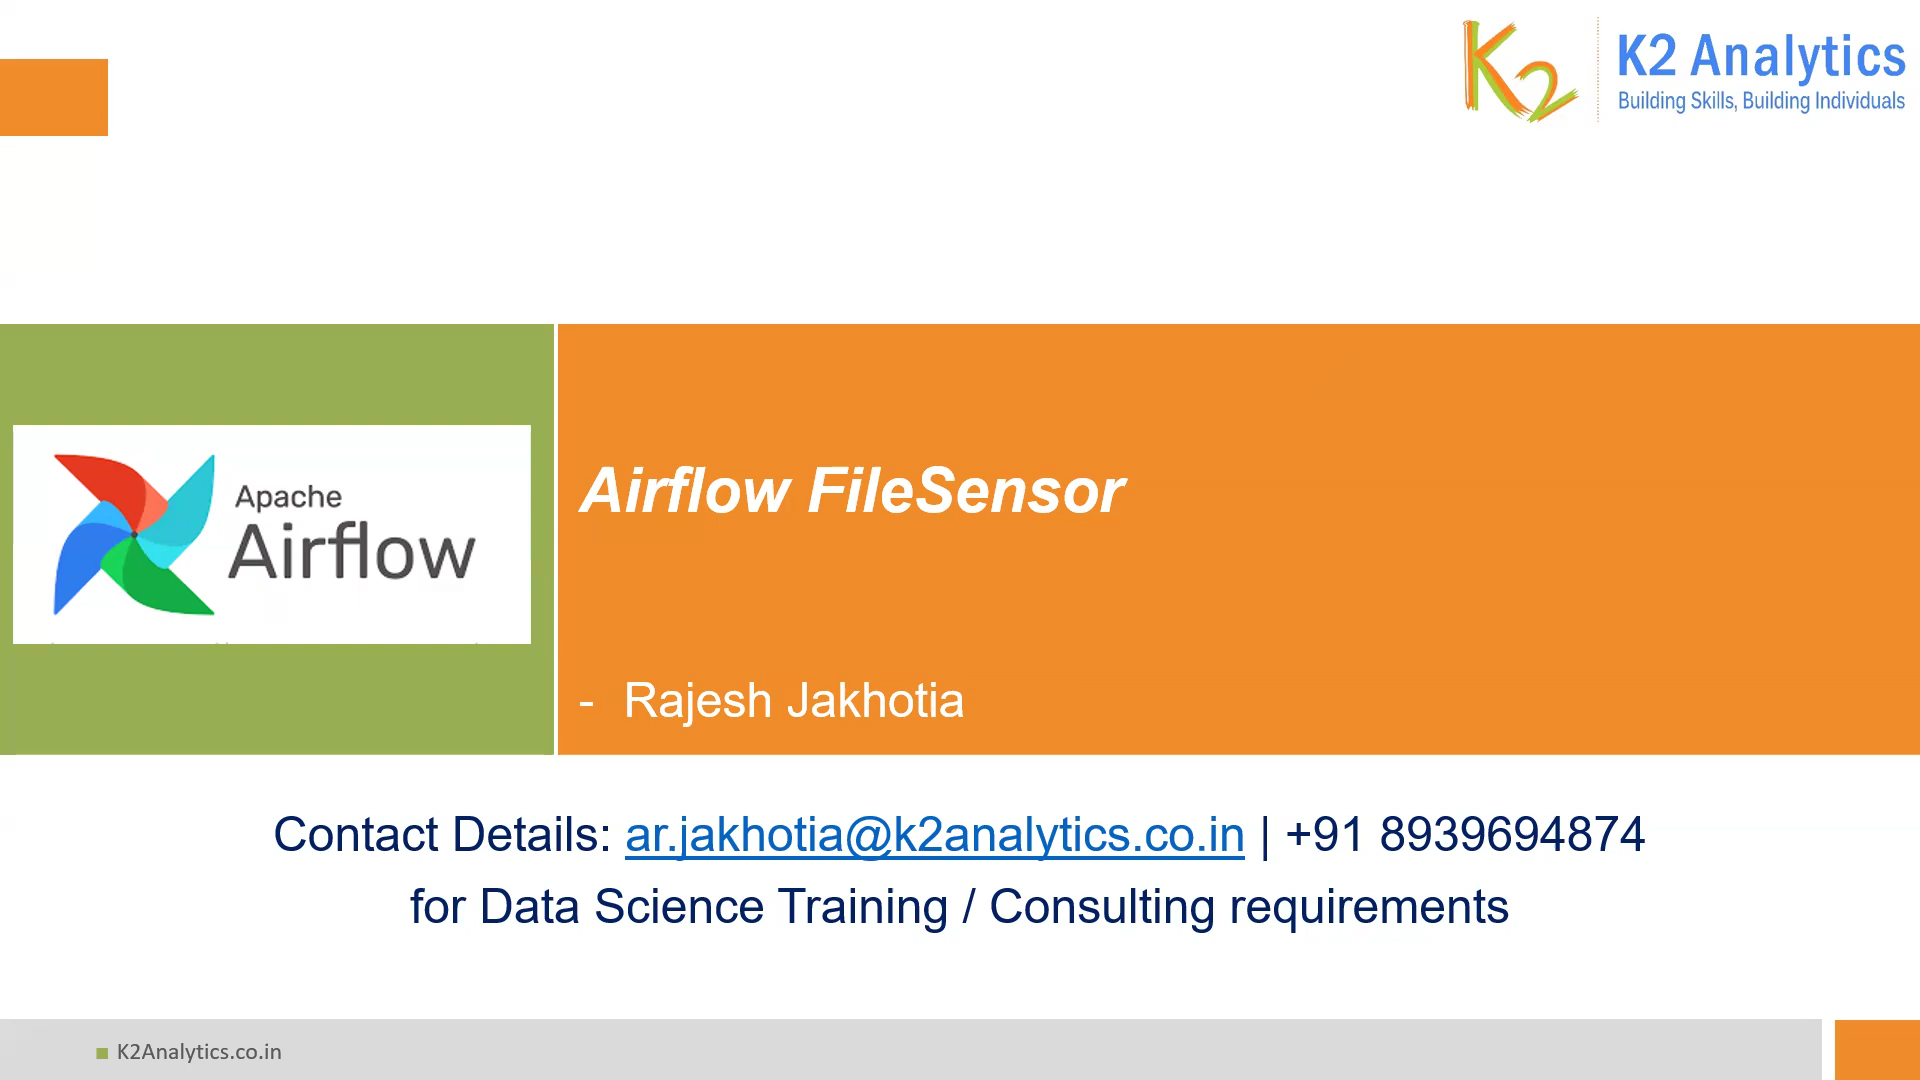 K2 Analytics
Building Skills, Building Individuals
Apache
Airflow
Airflow FileSensor
- Rajesh Jakhotia
Contact Details: ar.jakhotia@k2analytics.co.in | +91 8939694874
for Data Science Training / Consulting requirements
K2Analytics.co.in